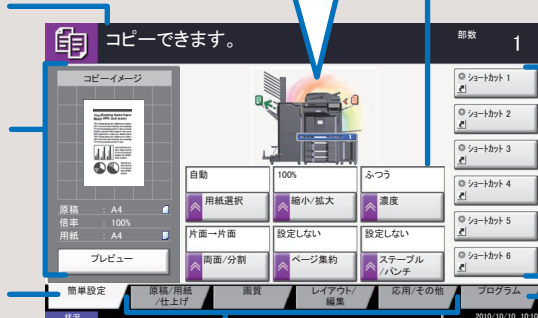 コピーできます。
部数
1
コピーイメージ
原稿 : A4
倍率 : 100%
用紙 : A4
プレビュー
1
自動
用紙選択
100%
縮小/拡大
ふつう
濃度
片面→片面
両面/分割
設定しない
ページ集約
設定しない
ステープル
/パンチ
ショートカット 1
ショートカット 2
ショートカット 3
ショートカット 4
ショートカット 5
ショートカット 6
簡単設定
原稿/用紙
/仕上げ
画質
レイアウト/
編集
応用/その他
プログラム
状況
2010/10/10 10:10